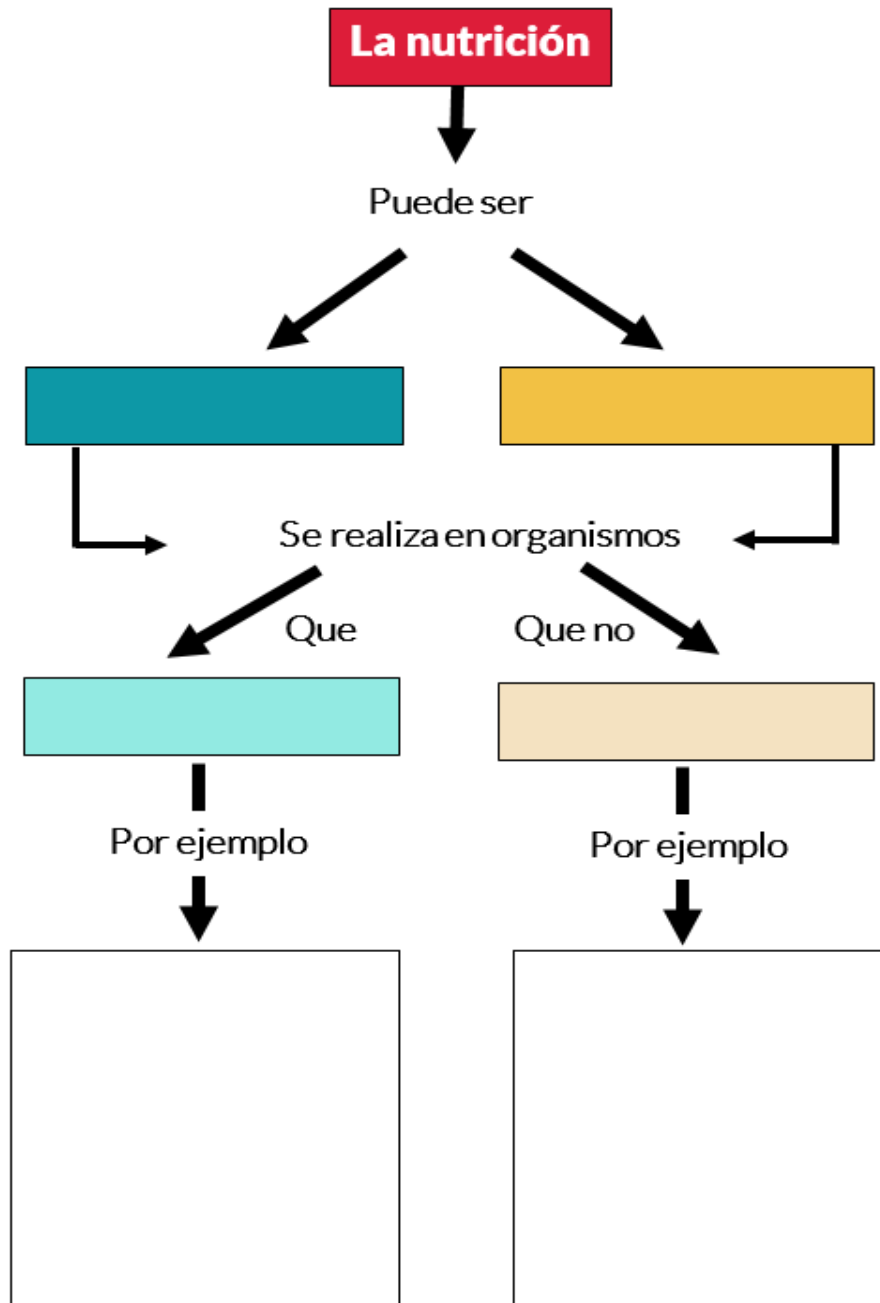 La nutrición
Puede ser
Se realiza en organismos
Que
Que no
Por ejemplo
Por ejemplo